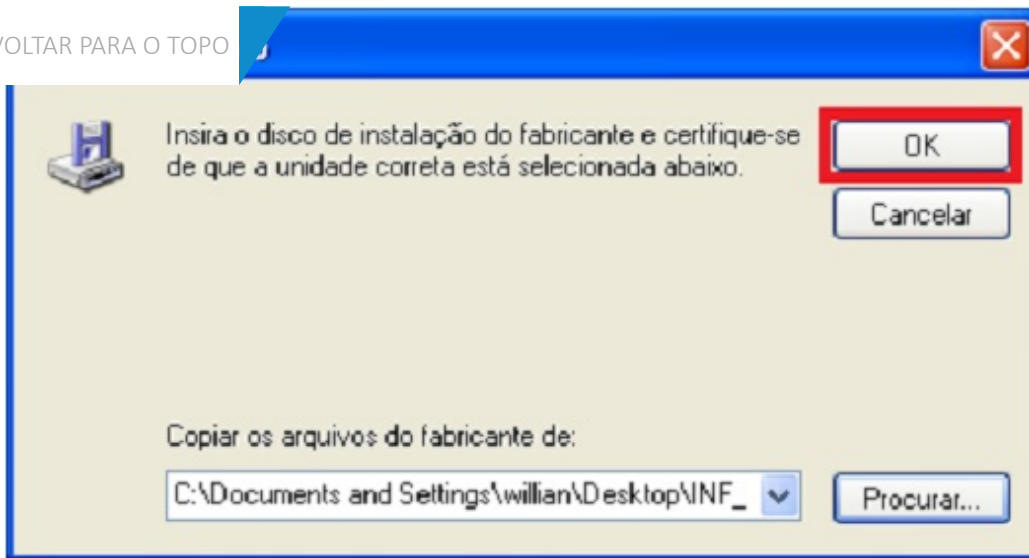 VOLTAR PARA O TOPO
Insira o disco de instalação do fabricante e certifique-se
de que a unidade correta está selecionada abaixo.
OK
Cancelar
Copiar os arquivos do fabricante de:
C:\Documents and Settings\willian\Desktop\INF_
Procurar...